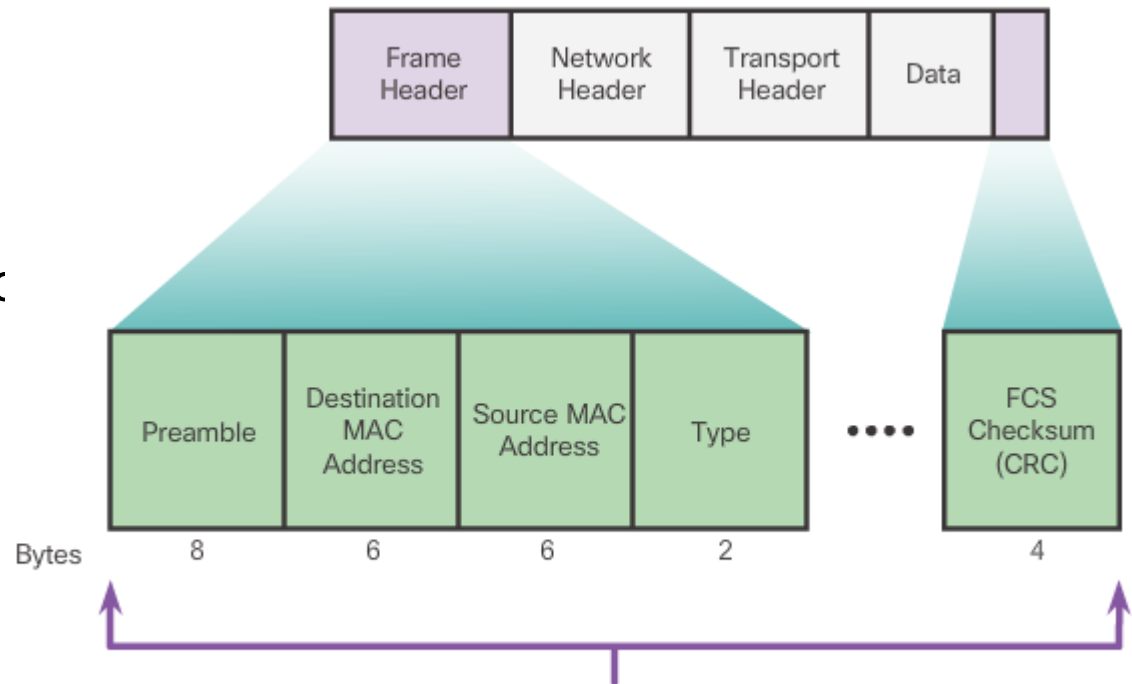 Frame
Header
Network
Header
Transport
Header
Data
Preamble
Destination
MAC
Address
Source MAC
Address
Type
••••
FCS
Checksum
(CRC)
Bytes
8
6
6
2
4